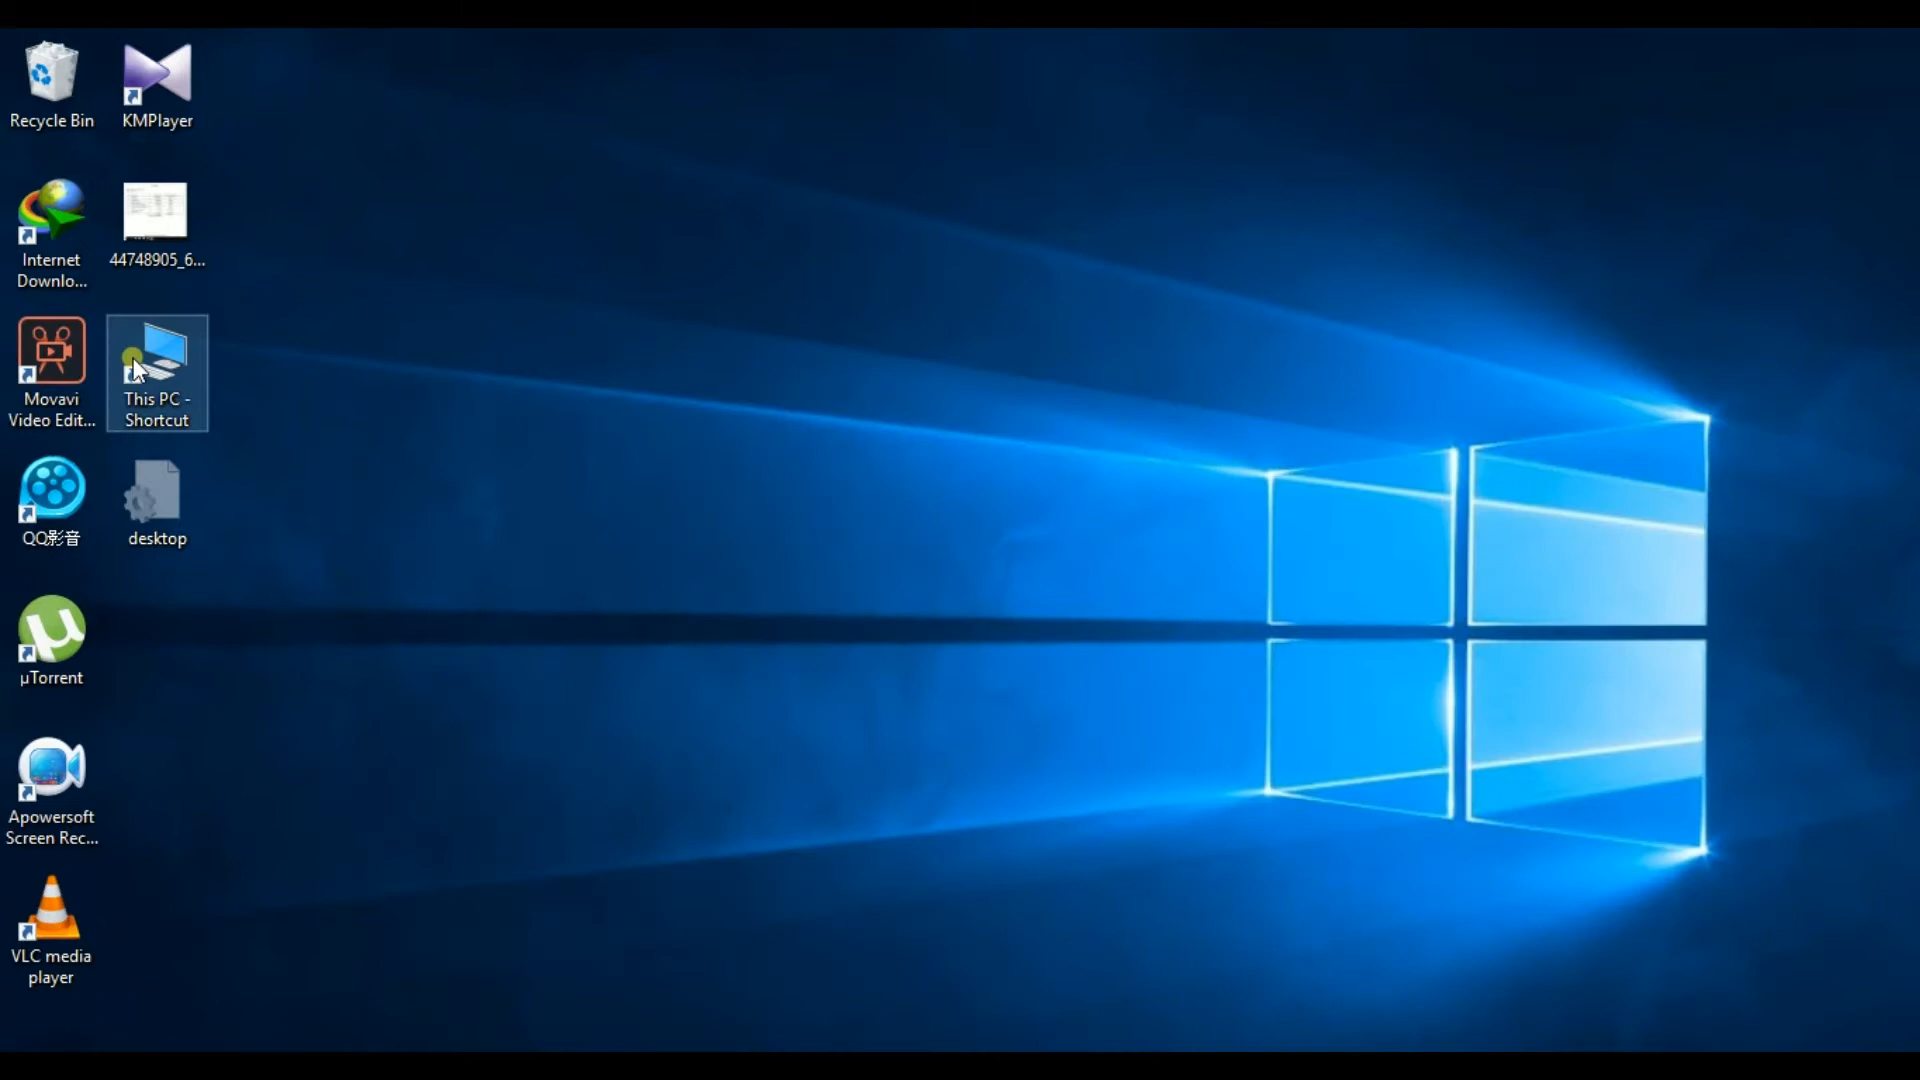 Recycle Bin
KMPlayer
Internet
Downlo...
44748905_6...
Movavi
Video Edit...
This PC -
Shortcut
QQ影音
desktop
µTorrent
Apowersoft
Screen Rec...
VLC media
player